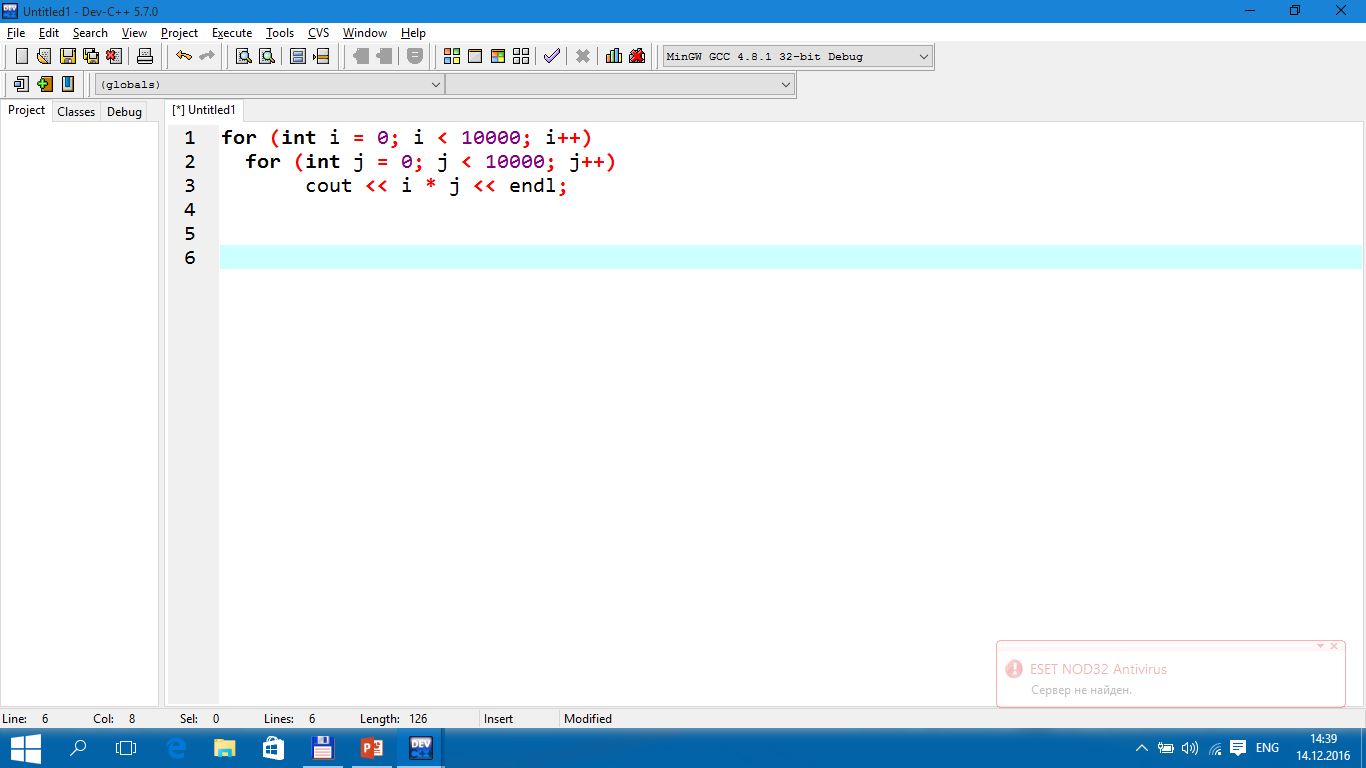 Untitled1 - Dev-C++ 5.7.0
File Edit Search View Project Execute Tools CVS Window Help
MinGW GCC 4.8.1 32-bit Debug
(globals)
Project Classes Debug
[*] Untitled1
1 for (int i = 0; i < 10000; i++)
2 for (int j = 0; j < 10000; j++)
3 cout << i * j << endl;
4
5
6
ESET NOD32 Antivirus
Сервер не найден.
Line: 6 Col: 8 Sel: 0 Lines: 6 Length: 126 Insert Modified
DEV C++
ENG
14:39
14.12.2016